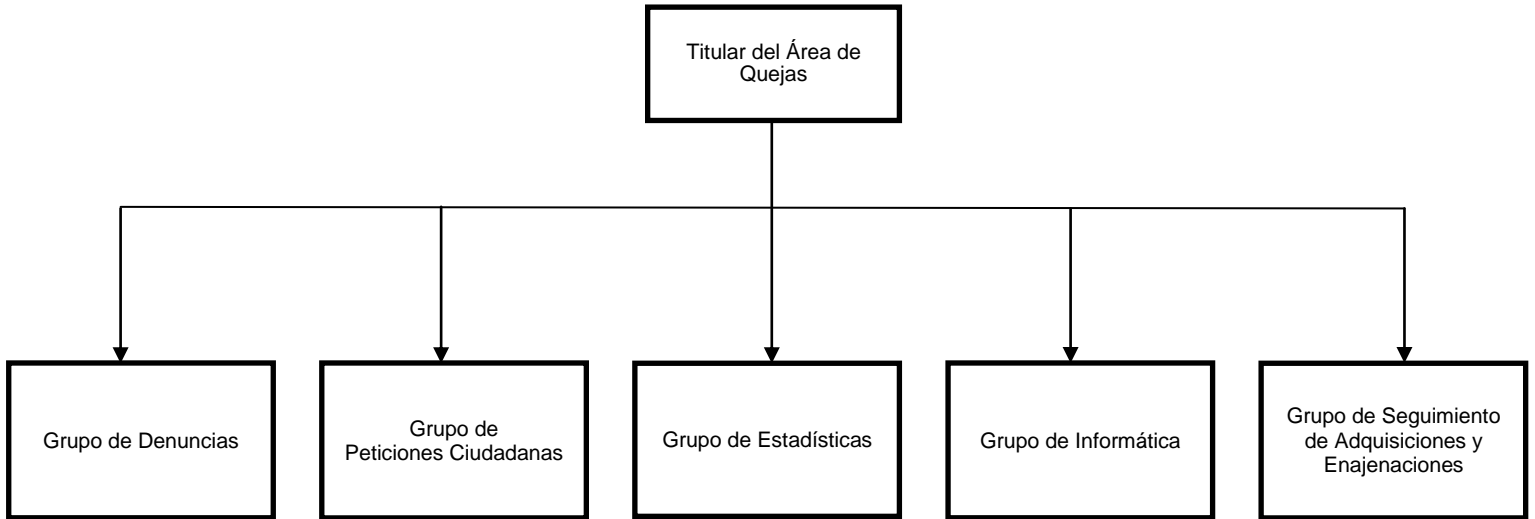 Titular del Área de
Quejas
Grupo de Denuncias
Grupo de
Peticiones Ciudadanas
Grupo de Estadísticas
Grupo de Informática
Grupo de Seguimiento
de Adquisiciones y
Enajenaciones